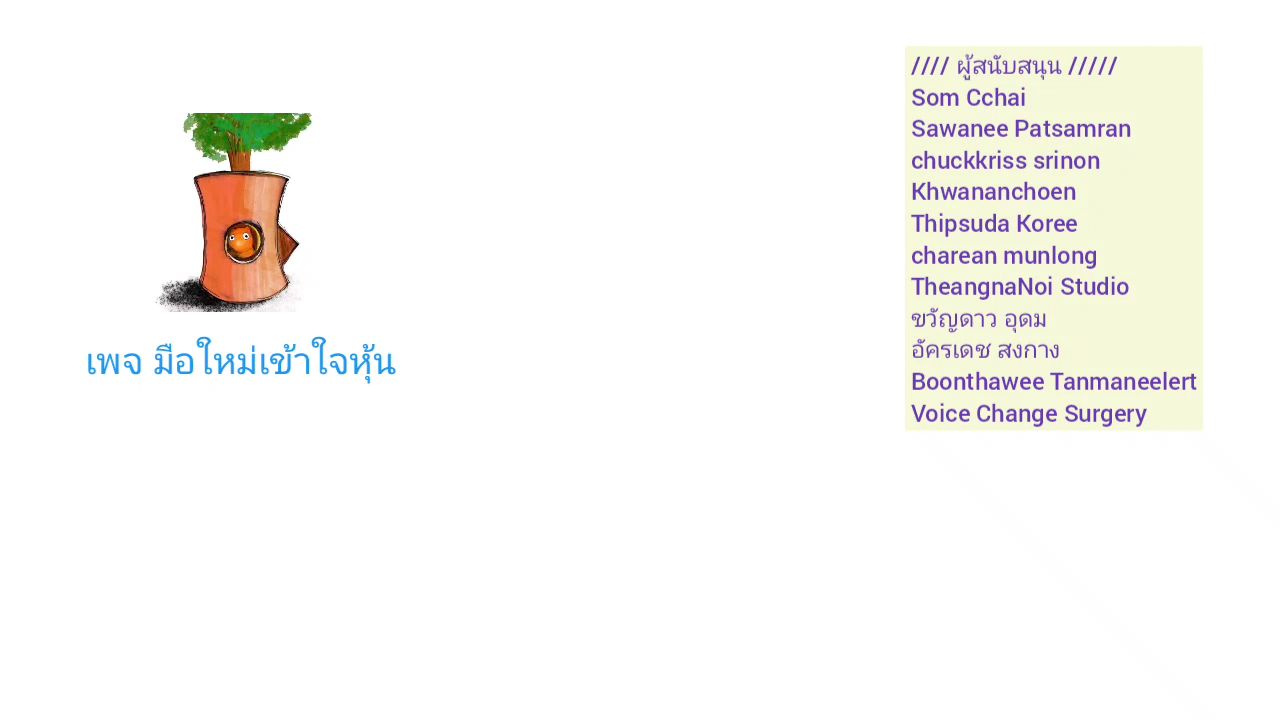 เพจ มือใหม่เข้าใจหุ้น
//// ผู้สนับสนุน /////
Som Cchai
Sawanee Patsamran
chuckkriss srinon
Khwananchoen
Thipsuda Koree
charean munlong
TheangnaNoi Studio
ขวัญดาว อุดม
อัครเดช สงกาง
Boonthawee Tanmaneelert
Voice Change Surgery